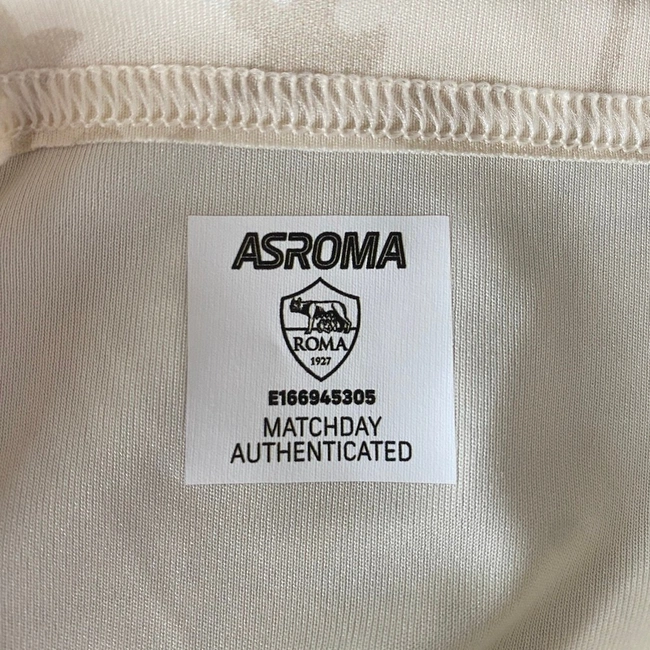 ASROMA
ROMA
1927
E166945305
MATCHDAY
AUTHENTICATED